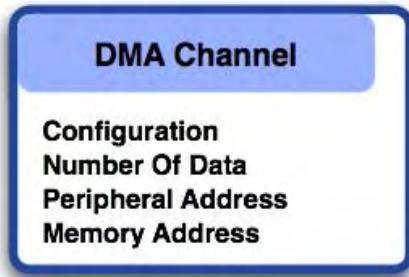 DMA Channel
Configuration
Number Of Data
Peripheral Address
Memory Address